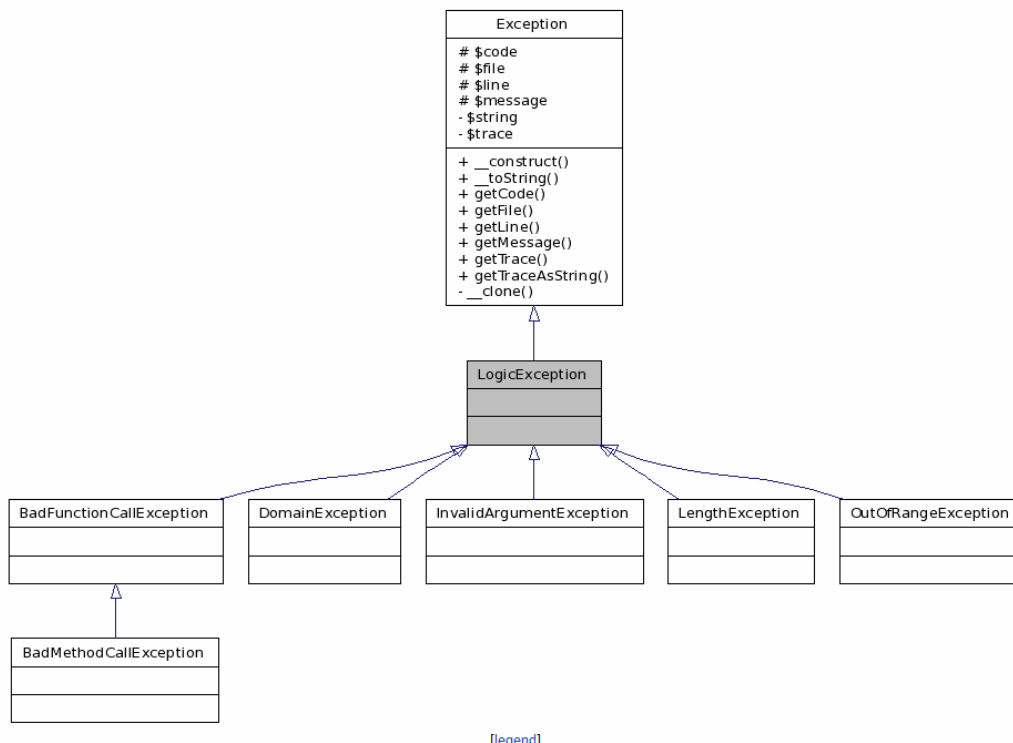 Exception
# $code
# $file
# $line
# $message
- $string
- $trace
+ __construct()
+ __toString()
+ getCode()
+ getFile()
+ getLine()
+ getMessage()
+ getTrace()
+ getTraceAsString()
- __clone()
LogicException
BadFunctionCallException
DomainException
InvalidArgumentException
LengthException
OutOfRangeException
BadMethodCallException
[legend]